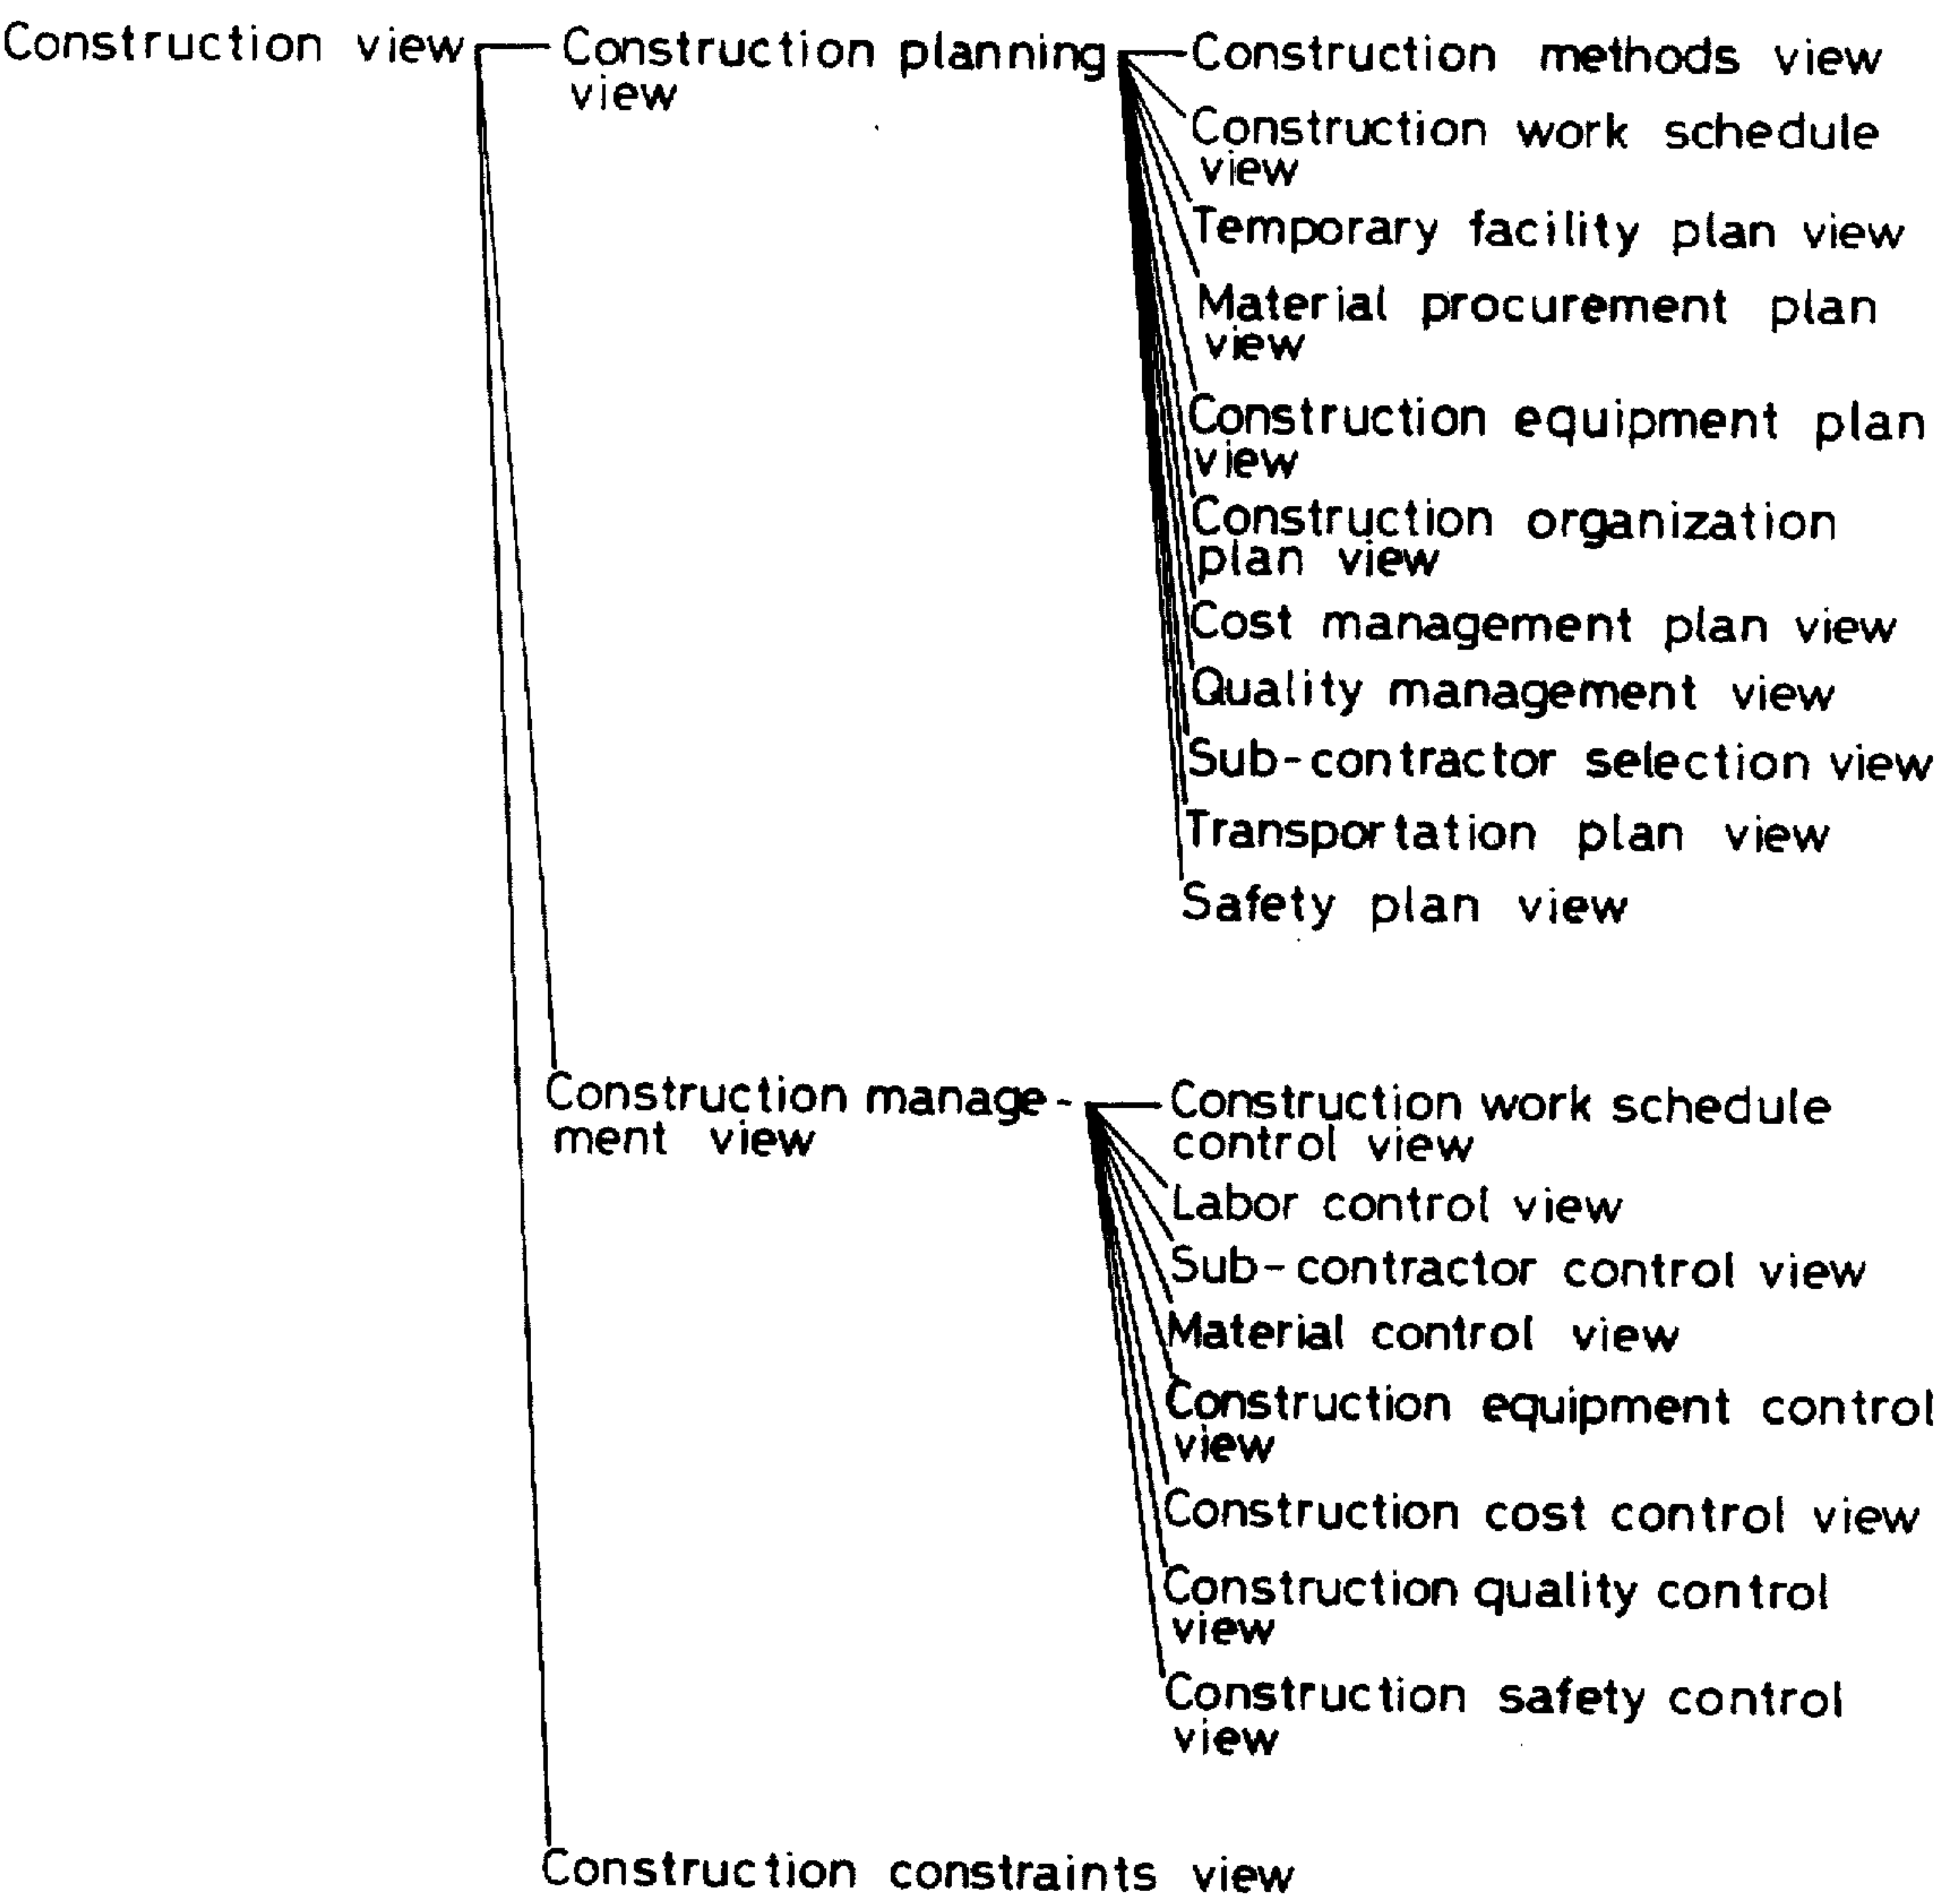 Construction view
Construction planning
view
Construction methods view
Construction work schedule
view
Temporary facility plan view
Material procurement plan
view
Construction equipment plan
view
Construction organization
plan view
Cost management plan view
Quality management view
Sub-contractor selection view
Transportation plan view
Safety plan view
Construction manage-
ment view
Construction work schedule
control view
Labor control view
Sub-contractor control view
Material control view
Construction equipment control
view
Construction cost control view
Construction quality control
view
Construction safety control
view
Construction constraints view